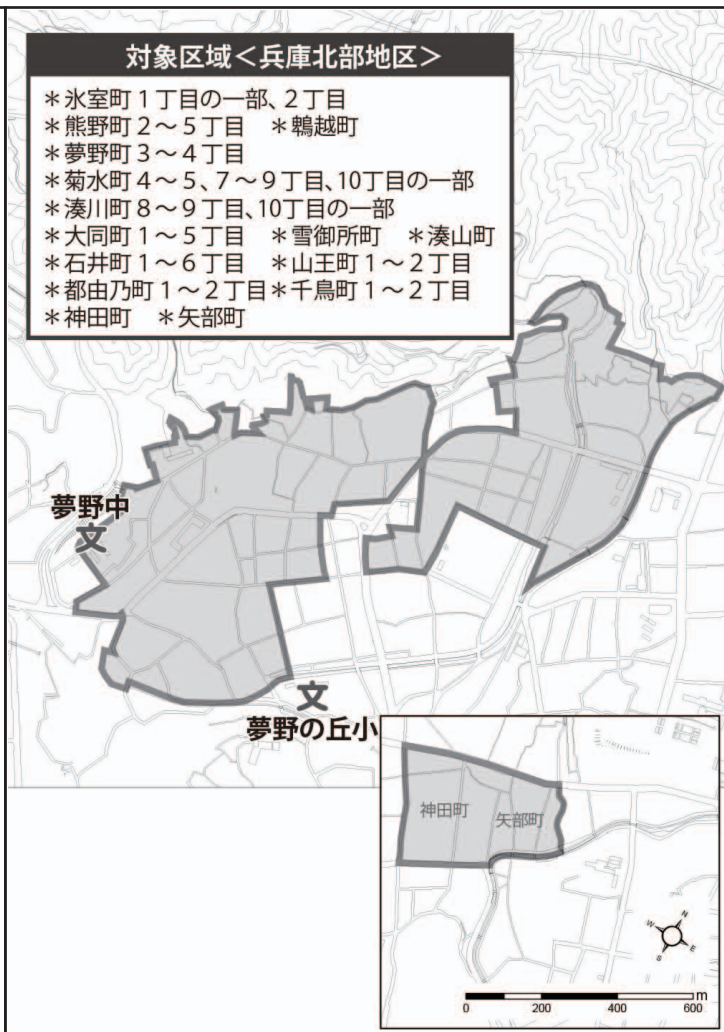 対象区域＜兵庫北部地区＞
＊氷室町１丁目の一部、２丁目
＊熊野町２～５丁目　＊鵯越町
＊夢野町３～４丁目
＊菊水町４～５、７～９丁目、10丁目の一部
＊湊川町８～９丁目、10丁目の一部
＊大同町１～５丁目　＊雪御所町　＊湊山町
＊石井町１～６丁目　＊山王町１～２丁目
＊都由乃町１～２丁目＊千鳥町１～２丁目
＊神田町　＊矢部町
夢野中
文
文
夢野の丘小
神田町
矢部町
N
W
E
S
m
0 200 400 600